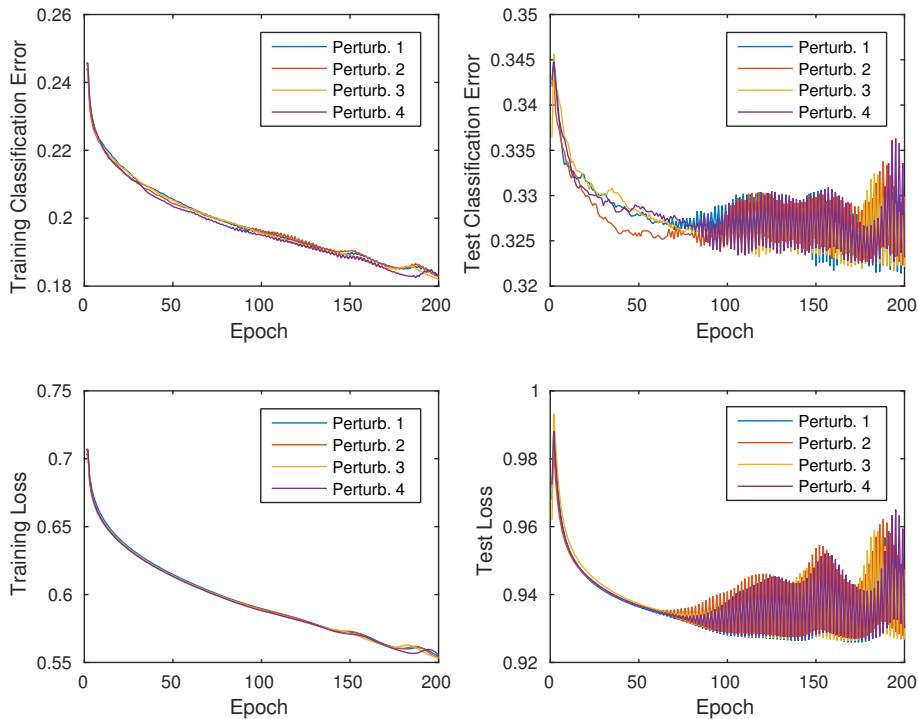 Training Classification Error
0.26
0.24
0.22
0.2
0.18
0
50
100
150
200
Epoch
Perturb. 1
Perturb. 2
Perturb. 3
Perturb. 4
Test Classification Error
0.35
0.345
0.34
0.335
0.33
0.325
0.32
0
50
100
150
200
Epoch
Perturb. 1
Perturb. 2
Perturb. 3
Perturb. 4
Training Loss
0.75
0.7
0.65
0.6
0.55
0
50
100
150
200
Epoch
Perturb. 1
Perturb. 2
Perturb. 3
Perturb. 4
Test Loss
1
0.98
0.96
0.94
0.92
0
50
100
150
200
Epoch
Perturb. 1
Perturb. 2
Perturb. 3
Perturb. 4